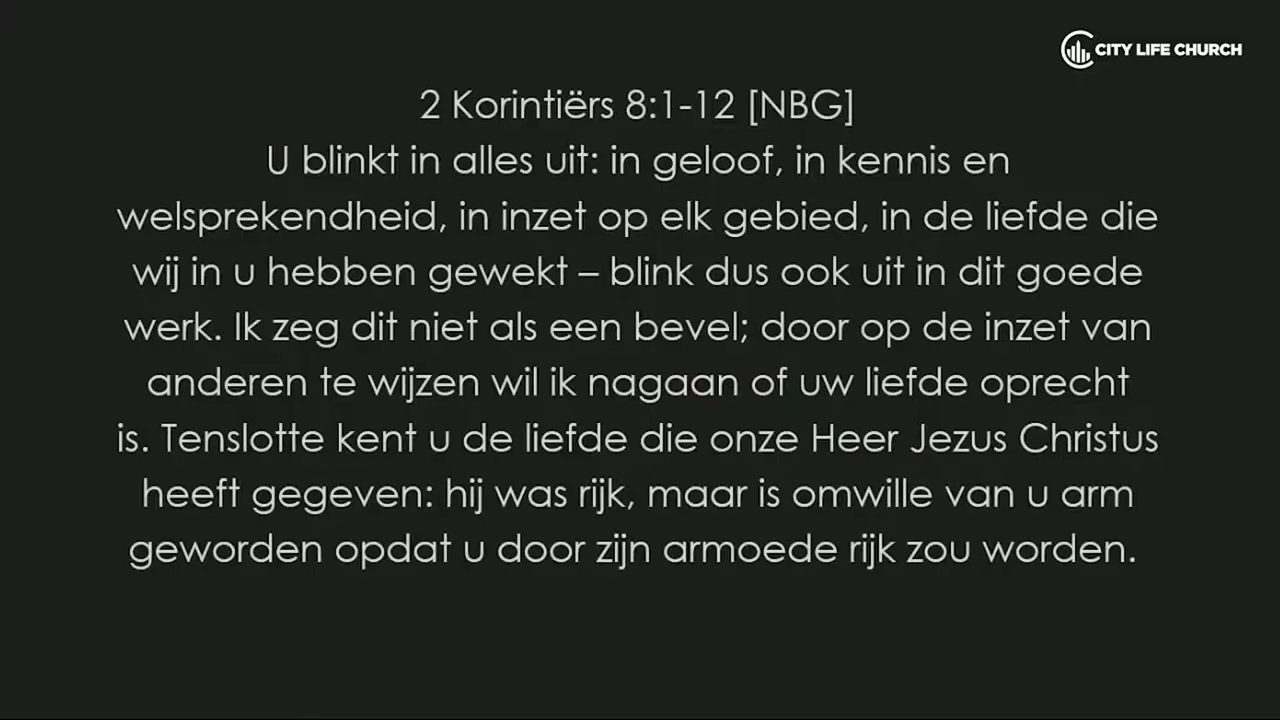 CITY LIFE CHURCH
2 Korintiërs 8:1-12 [NBG]
U blinkt in alles uit: in geloof, in kennis en
welsprekendheid, in inzet op elk gebied, in de liefde die
wij in u hebben gewekt – blink dus ook uit in dit goede
werk. Ik zeg dit niet als een bevel; door op de inzet van
anderen te wijzen wil ik nagaan of uw liefde oprecht
is. Tenslotte kent u de liefde die onze Heer Jezus Christus
heeft gegeven: hij was rijk, maar is omwille van u arm
geworden opdat u door zijn armoede rijk zou worden.